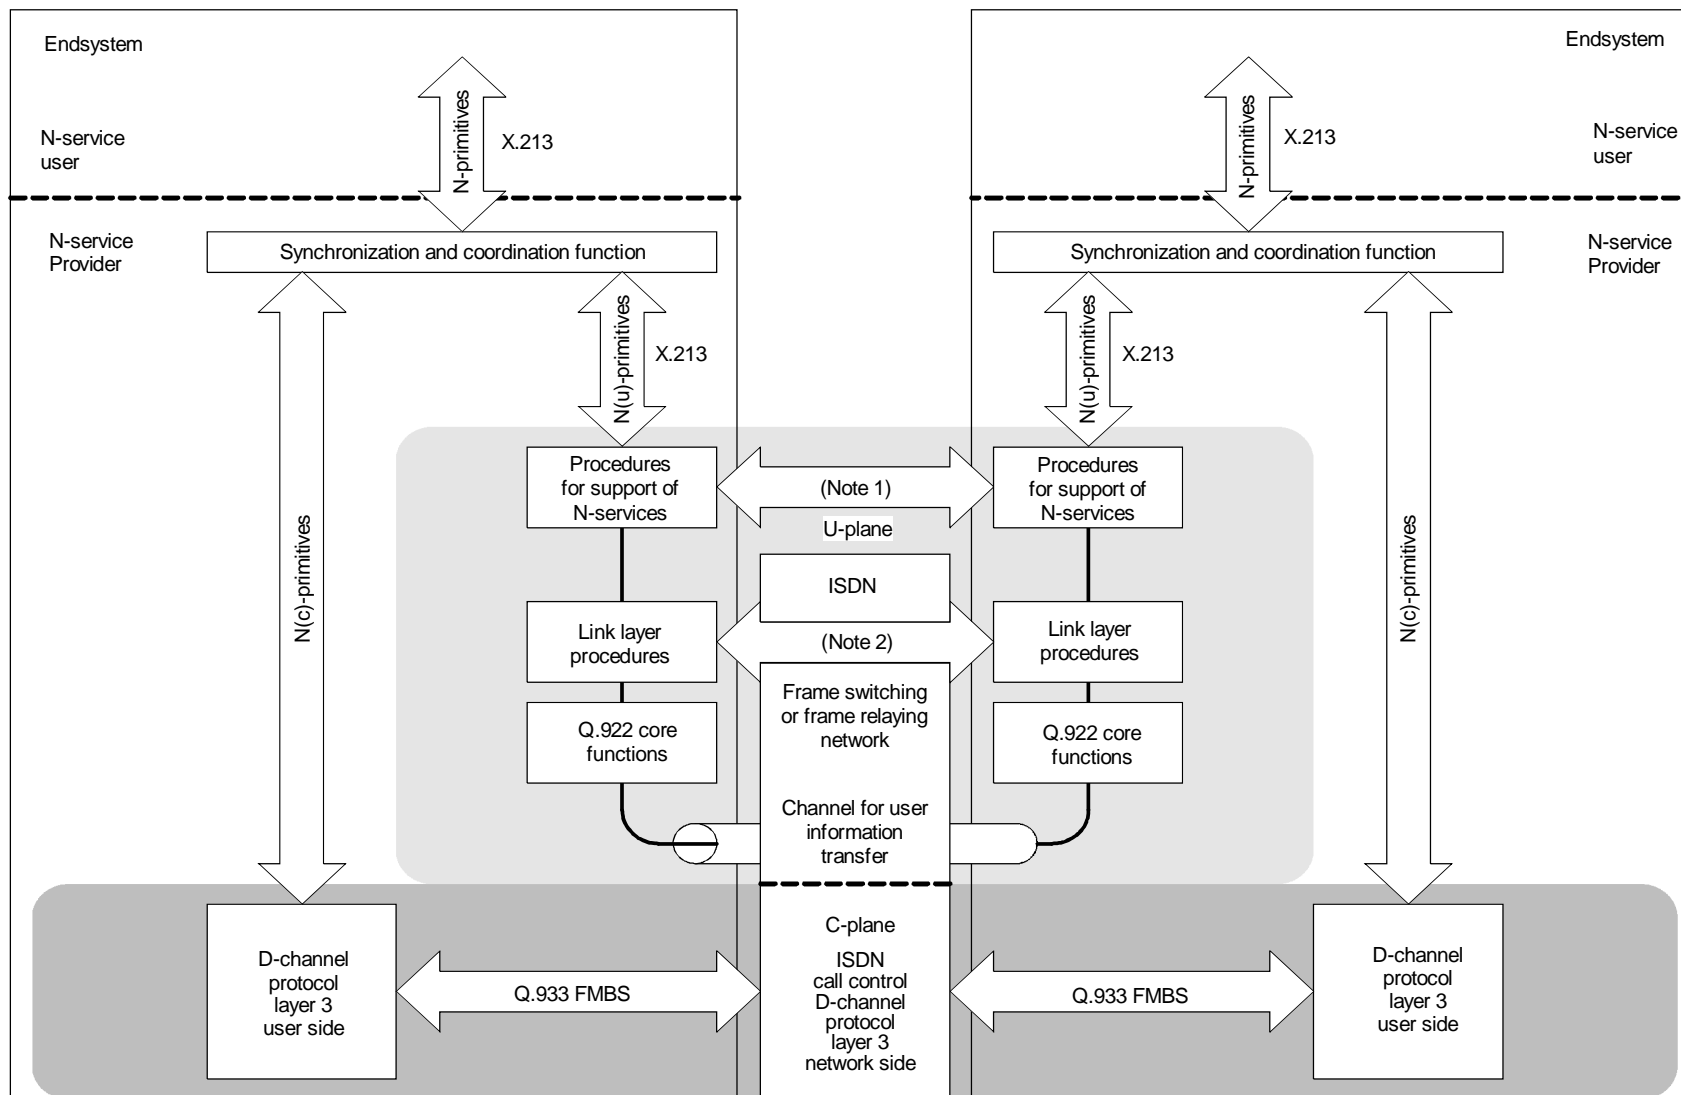 Endsystem
Endsystem
N-primitives
X.213
N-primitives
X.213
N-service
user
N-service
user
N-service
Provider
Synchronization and coordination function
Synchronization and coordination function
N-service
Provider
N(u)-primitives
X.213
N(u)-primitives
X.213
N(c)-primitives
N(c)-primitives
Procedures
for support of
N-services
(Note 1)
Procedures
for support of
N-services
U-plane
ISDN
Link layer
procedures
(Note 2)
Link layer
procedures
Q.922 core
functions
Frame switching
or frame relaying
network
Q.922 core
functions
Channel for user
information
transfer
D-channel
protocol
layer 3
user side
Q.933 FMBS
C-plane
ISDN
call control
D-channel
protocol
layer 3
network side
Q.933 FMBS
D-channel
protocol
layer 3
user side